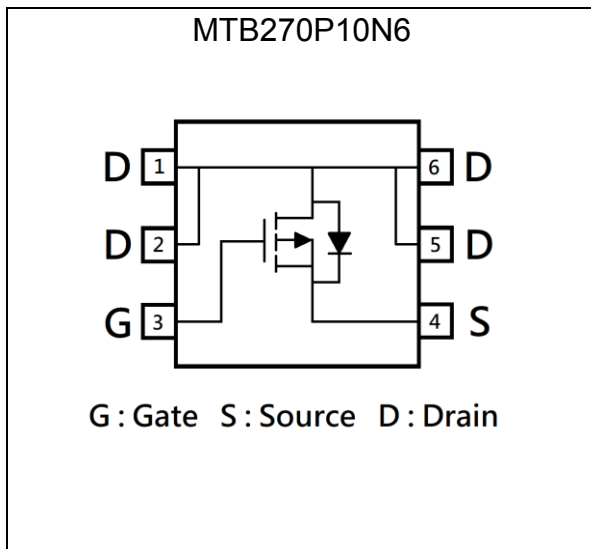 MTB270P10N6
D 1 6 D
D 2 5 D
G 3 4 S
G : Gate S : Source D : Drain